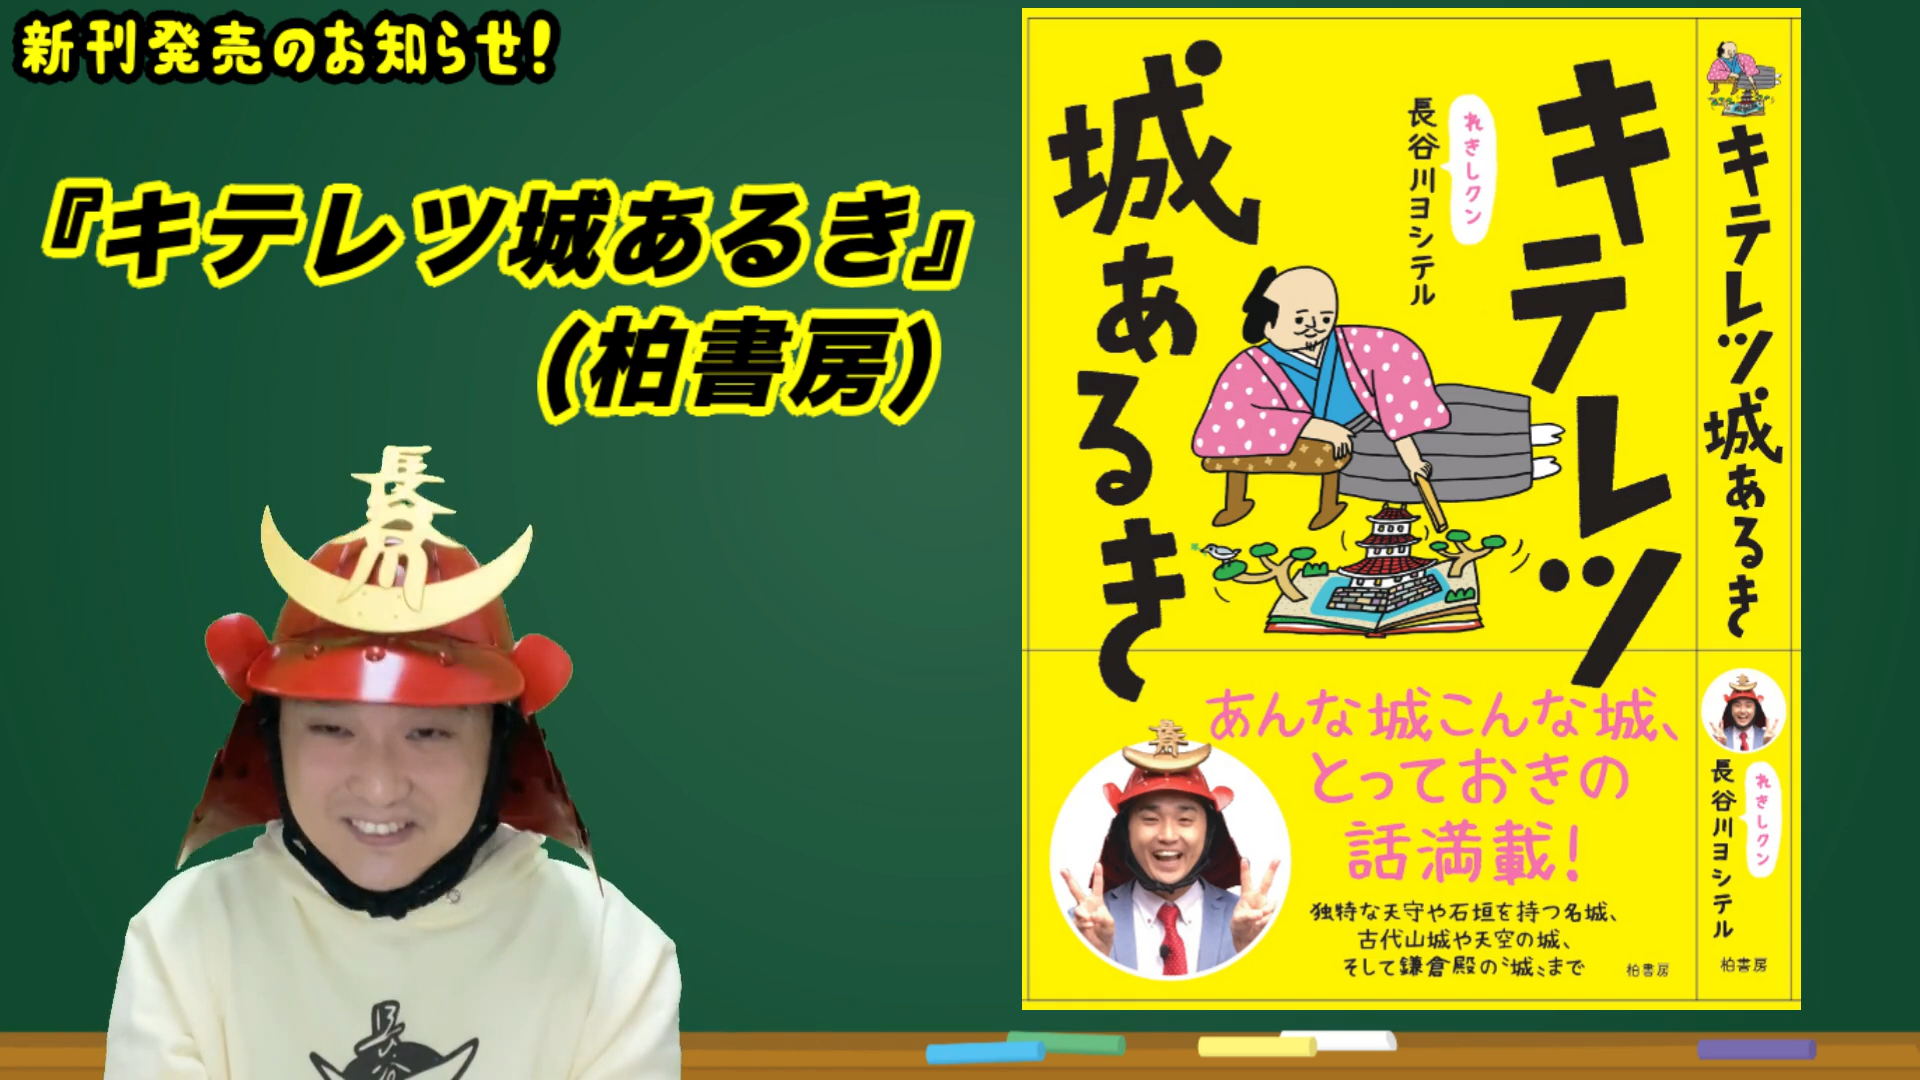 新刊発売のお知らせ!
『キテレツ城あるき』
(柏書房)
長谷川
長谷川
キテレツ
城あるき
れきしクン
長谷川ヨシテル
あんな城こんな城、
とっておきの
話満載!
独特な天守や石垣を持つ名城、
古代山城や天空の城、
そして鎌倉殿の〝城〟まで
柏書房
キテレツ城あるき
れきしクン
長谷川ヨシテル
柏書房